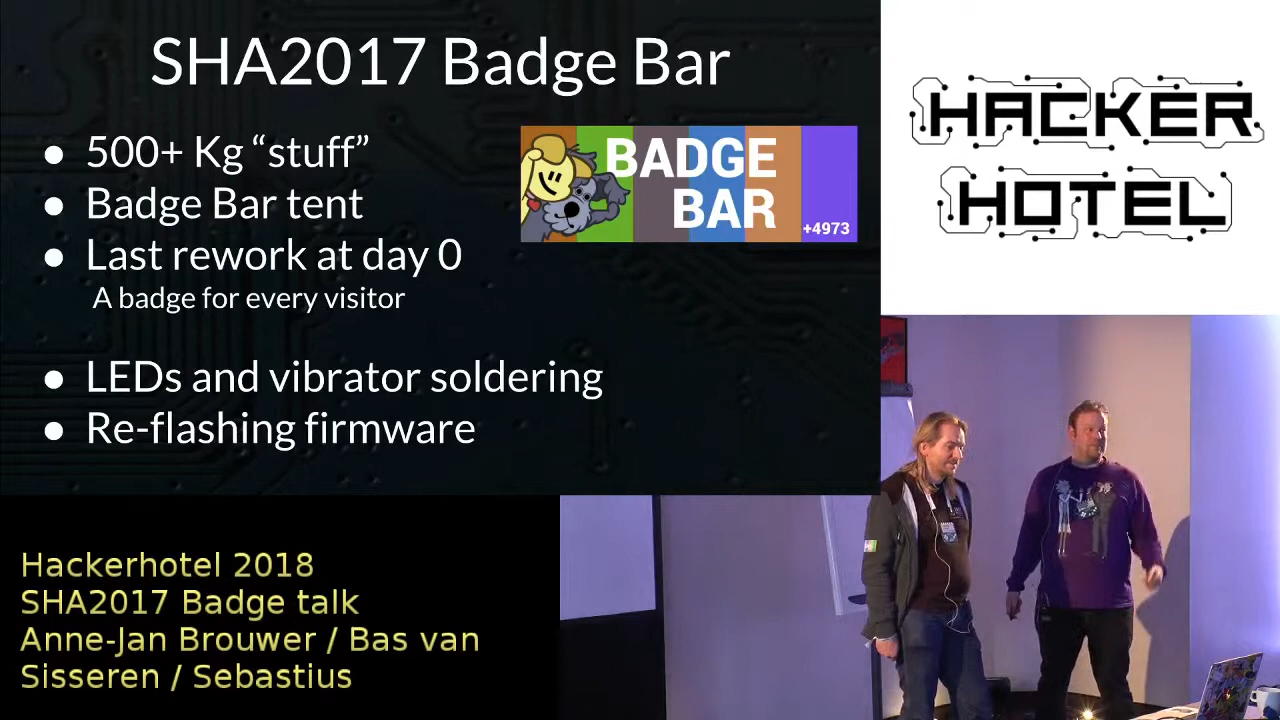 SHA2017 Badge Bar
● 500+ Kg “stuff”
● Badge Bar tent
● Last rework at day 0
A badge for every visitor
● LEDs and vibrator soldering
● Re-flashing firmware
BADGE
BAR
+4973
HACKER
HOTEL
Hackerhotel 2018
SHA2017 Badge talk
Anne-Jan Brouwer / Bas van
Sisseren / Sebastius